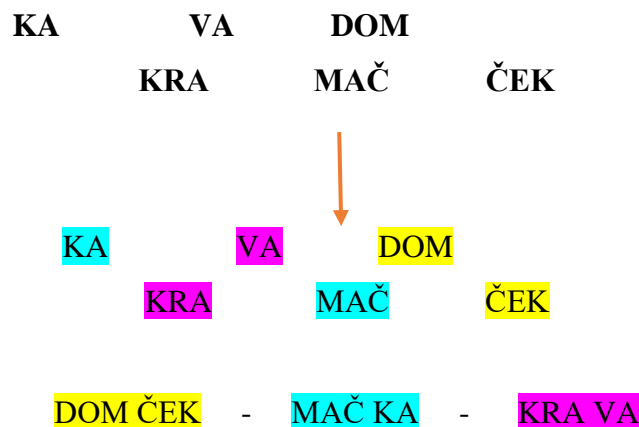 KA VA DOM
KRA MAČ ČEK
KA VA DOM
KRA MAČ ČEK
DOM ČEK - MAČ KA - KRA VA